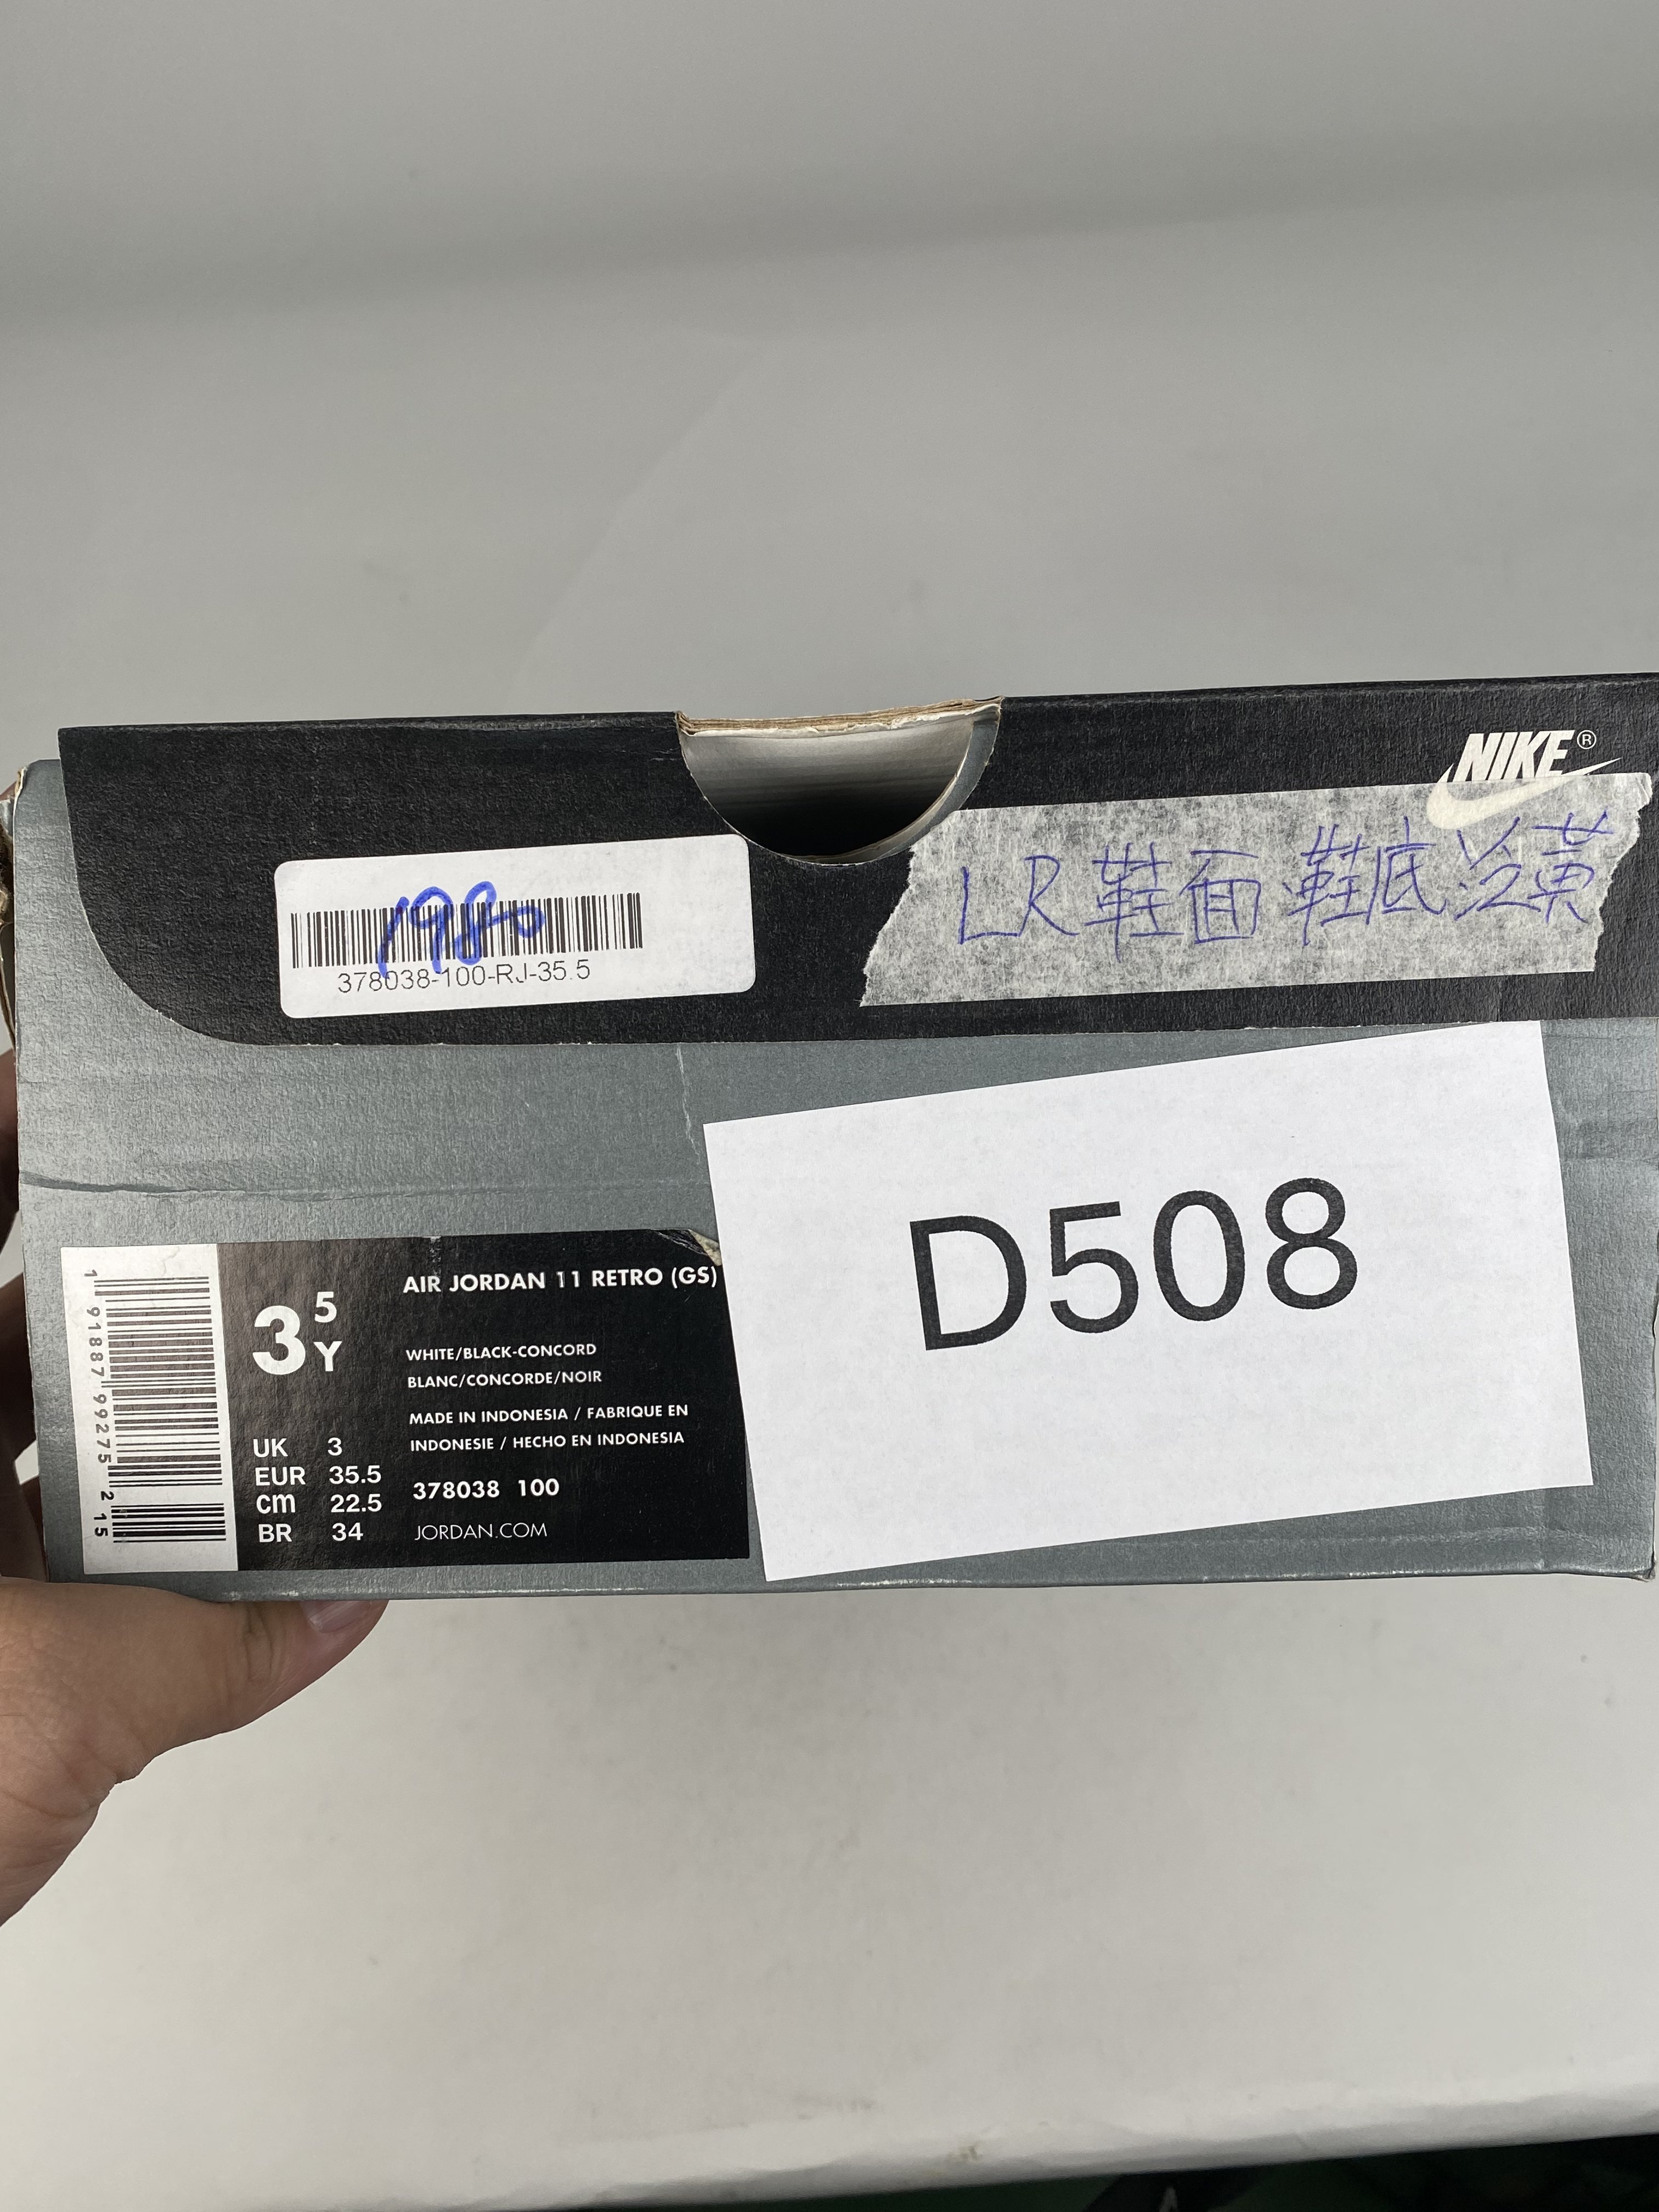 NIKE®
LR 鞋面 鞋底 泛黃
1980
378038-100-RJ-35.5
D508
1 91887 99275 2 15
3 5 Y
AIR JORDAN 11 RETRO (GS)
WHITE/BLACK-CONCORD
BLANC/CONCORDE/NOIR
MADE IN INDONESIA / FABRIQUE EN
INDONESIE / HECHO EN INDONESIA
UK 3
EUR 35.5
cm 22.5
BR 34
378038 100
JORDAN.COM